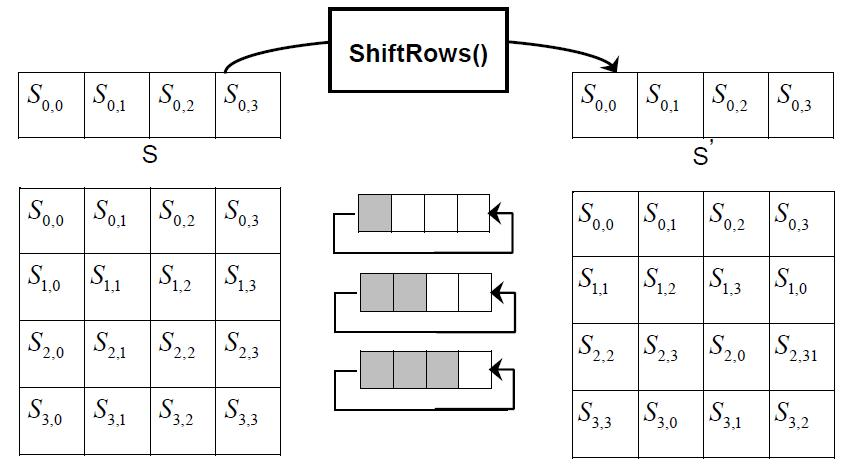 ShiftRows()
S0,0 S0,1 S0,2 S0,3
S
S0,0 S0,1 S0,2 S0,3
S'
S0,0 S0,1 S0,2 S0,3
S1,0 S1,1 S1,2 S1,3
S2,0 S2,1 S2,2 S2,3
S3,0 S3,1 S3,2 S3,3
S0,0 S0,1 S0,2 S0,3
S1,1 S1,2 S1,3 S1,0
S2,2 S2,3 S2,0 S2,31
S3,3 S3,0 S3,1 S3,2